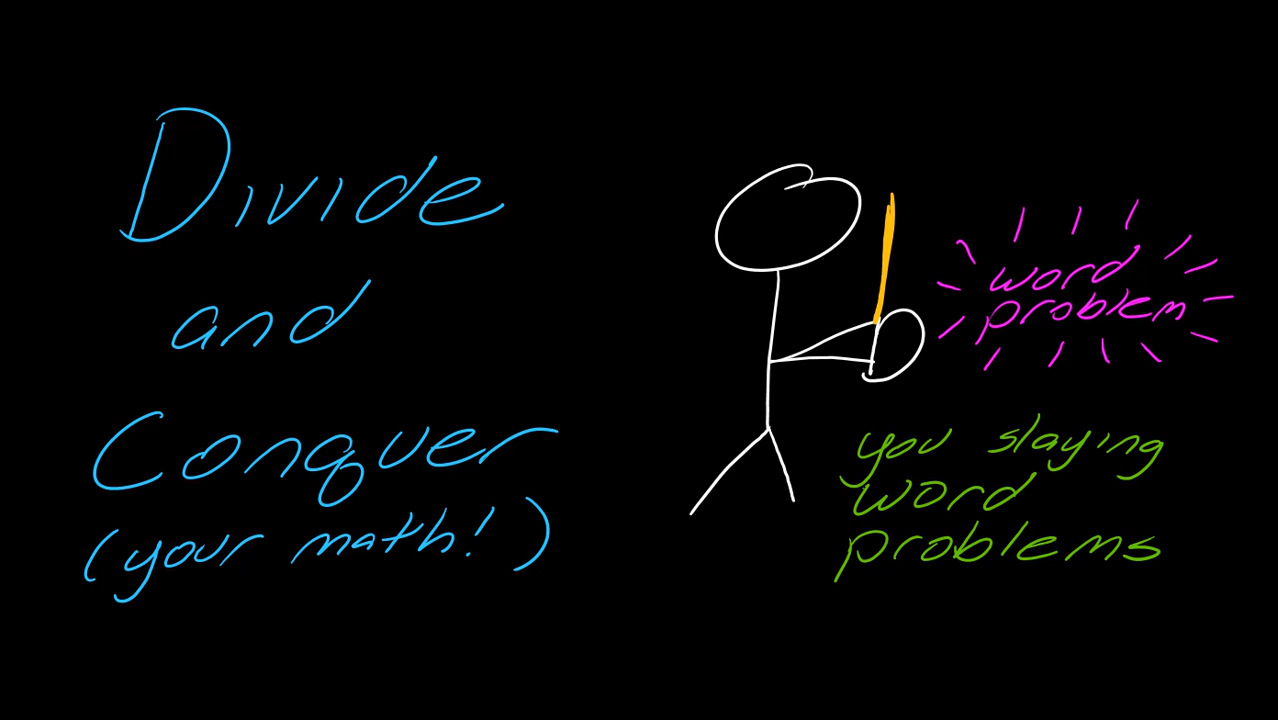 Divide
and
Conquer
(your math!)
word
problem
you slaying
word
problems